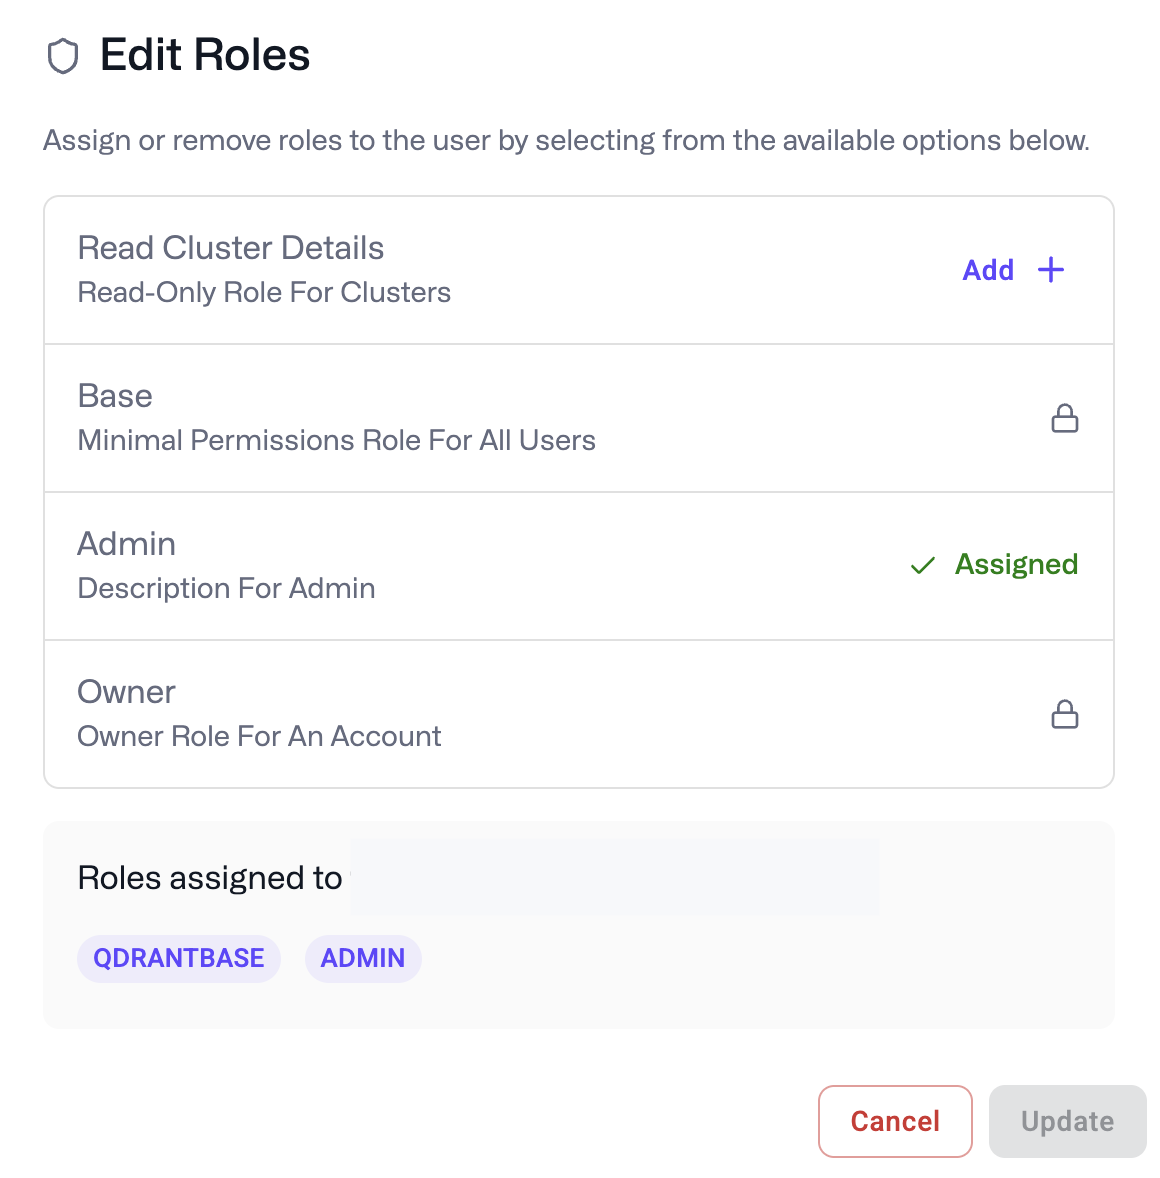 Edit Roles
Assign or remove roles to the user by selecting from the available options below.
Read Cluster Details
Read-Only Role For Clusters
Add
Base
Minimal Permissions Role For All Users
Admin
Description For Admin
Assigned
Owner
Owner Role For An Account
Roles assigned to
QDRANTBASE ADMIN
Cancel Update